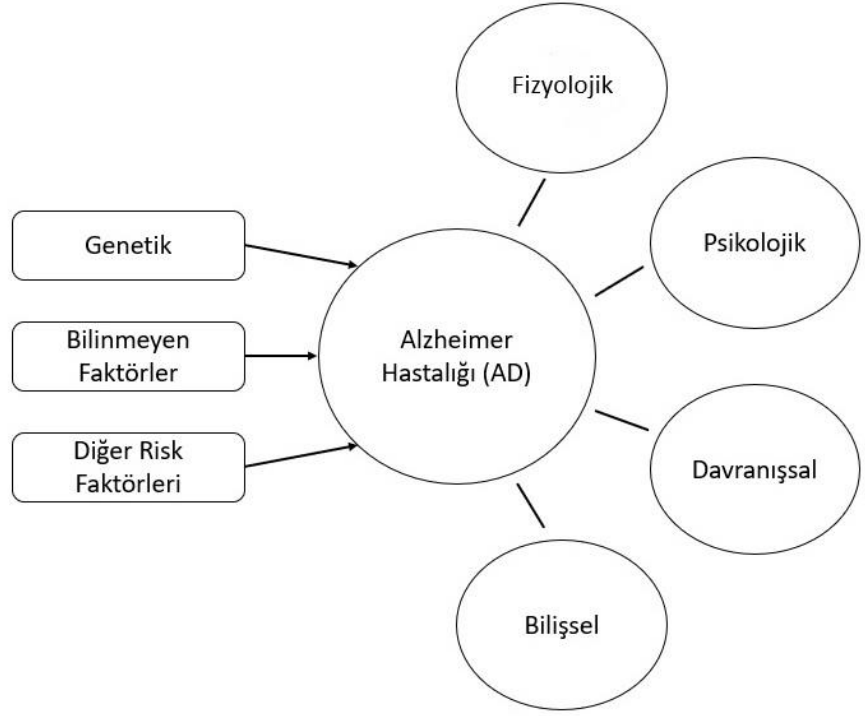 Fizyolojik
Psikolojik
Genetik
Bilinmeyen
Faktörler
Alzheimer
Hastalığı (AD)
Diğer Risk
Faktörleri
Davranışsal
Bilişsel